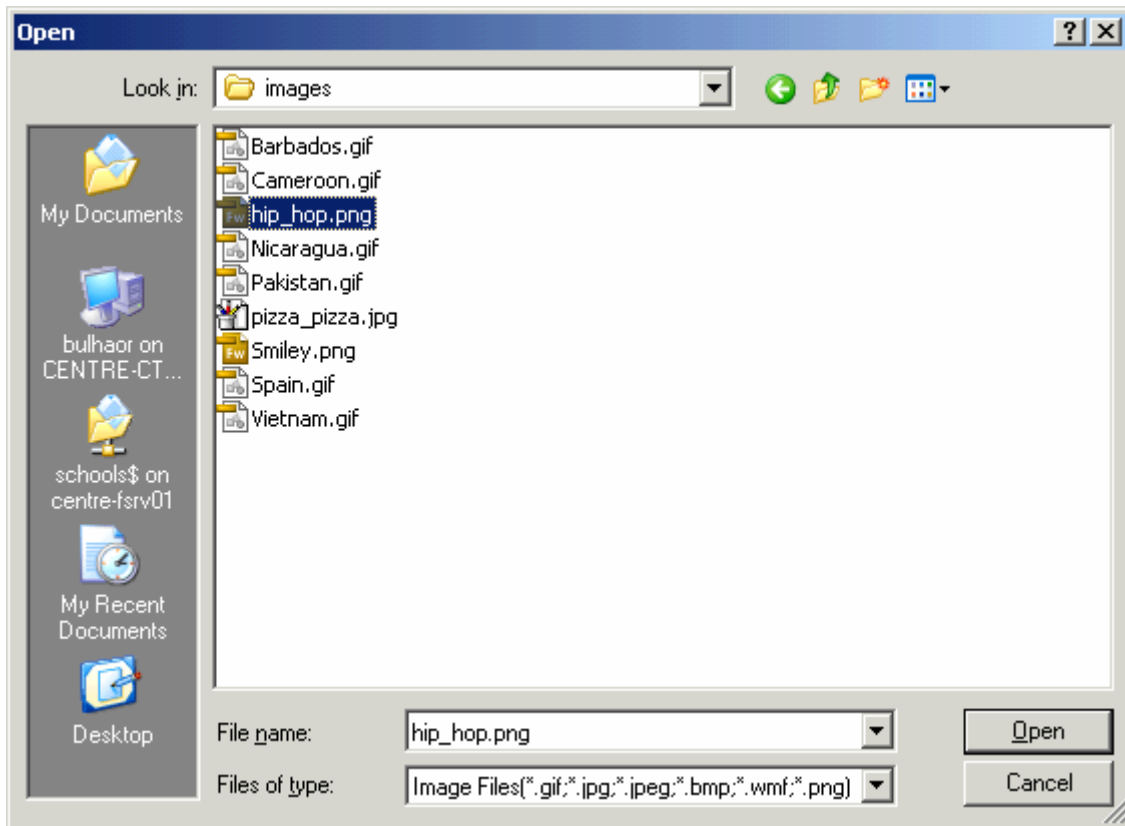 Open
Look in: images
My Documents
bulhaor on
CENTRE-CT...
schools$ on
centre-fsrv01
My Recent
Documents
Desktop
Barbados.gif
Cameroon.gif
hip_hop.png
Nicaragua.gif
Pakistan.gif
pizza_pizza.jpg
Smiley.png
Spain.gif
Vietnam.gif
File name: hip_hop.png Open
Files of type: Image Files(*.gif;*.jpg;*.jpeg;*.bmp;*.wmf;*.png) Cancel